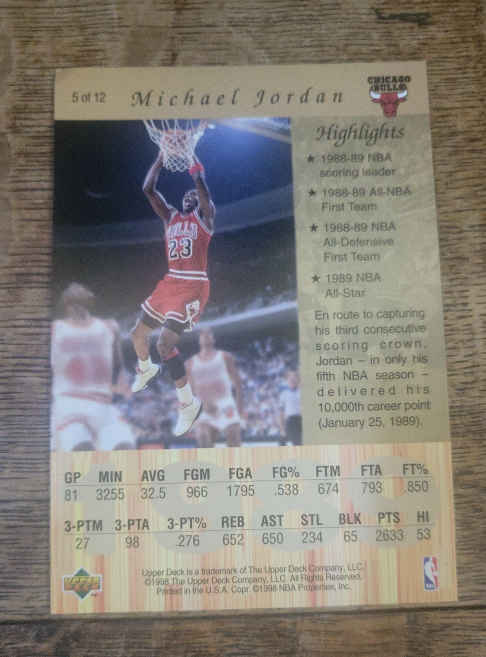 5 of 12 Michael Jordan
CHICAGO
BULLS
Highlights
★ 1988-89 NBA
scoring leader
★ 1988-89 All-NBA
First Team
★ 1988-89 NBA
All-Defensive
First Team
★ 1989 NBA
All-Star
En route to capturing
his third consecutive
scoring crown,
Jordan – in only his
fifth NBA season –
delivered his
10,000th career point
(January 25, 1989).
BULLS
23
GP MIN AVG FGM FGA FG% FTM FTA FT%
81 3255 32.5 966 1795 .538 674 793 .850
3-PTM 3-PTA 3-PT% REB AST STL BLK PTS HI
27 98 .276 652 650 234 65 2633 53
Upper Deck is a trademark of The Upper Deck Company, LLC.
©1998 The Upper Deck Company, LLC. All Rights Reserved.
Printed in the U.S.A. Copr. ©1998 NBA Properties, Inc.
UPPER
DECK